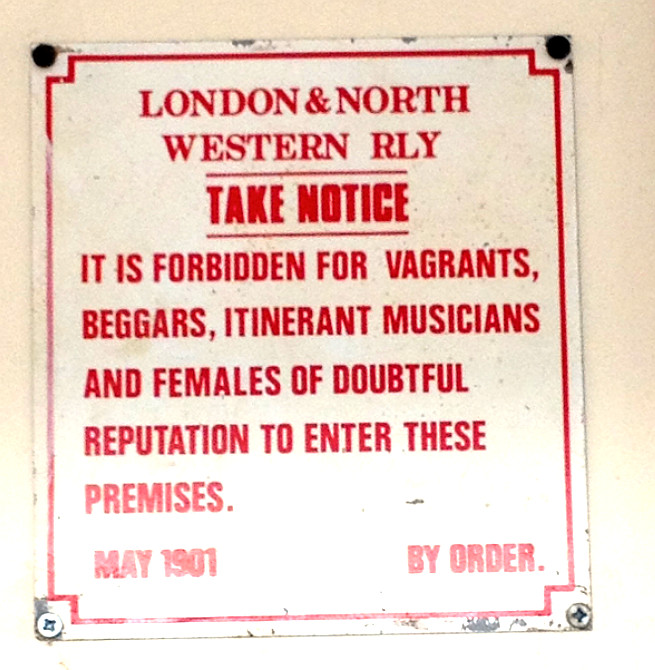 LONDON & NORTH
WESTERN RLY
TAKE NOTICE
IT IS FORBIDDEN FOR VAGRANTS,
BEGGARS, ITINERANT MUSICIANS
AND FEMALES OF DOUBTFUL
REPUTATION TO ENTER THESE
PREMISES.
MAY 1901 BY ORDER.